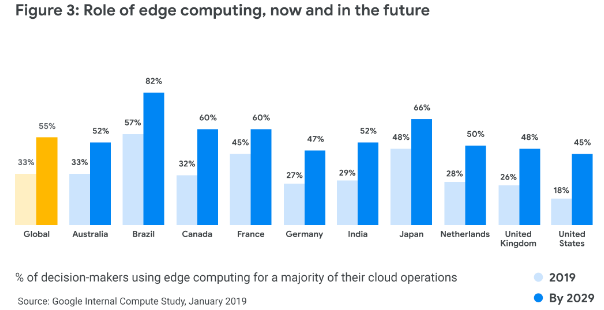 Figure 3: Role of edge computing, now and in the future
33% 55% 33% 52% 57% 82% 32% 60% 45% 60% 27% 47% 29% 52% 48% 66% 28% 50% 26% 48% 18% 45%
Global Australia Brazil Canada France Germany India Japan Netherlands United Kingdom United States
% of decision-makers using edge computing for a majority of their cloud operations
2019
Source: Google Internal Compute Study, January 2019
By 2029